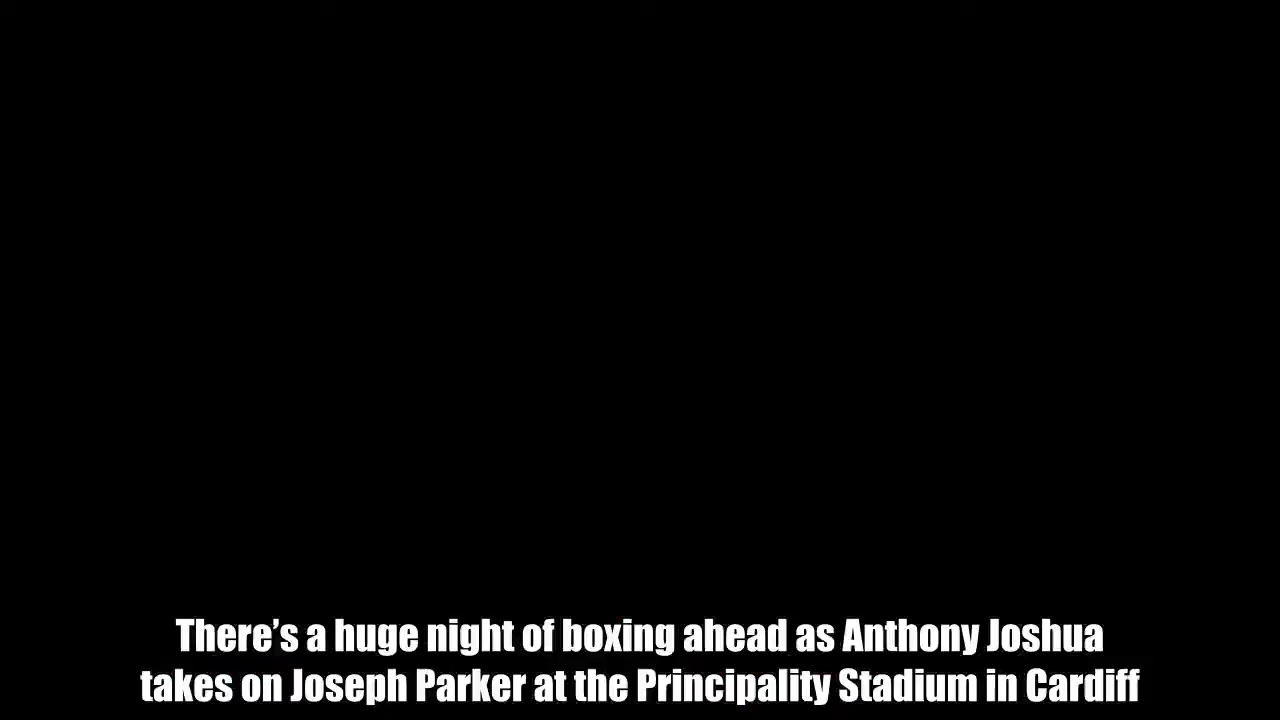 There’s a huge night of boxing ahead as Anthony Joshua
takes on Joseph Parker at the Principality Stadium in Cardiff